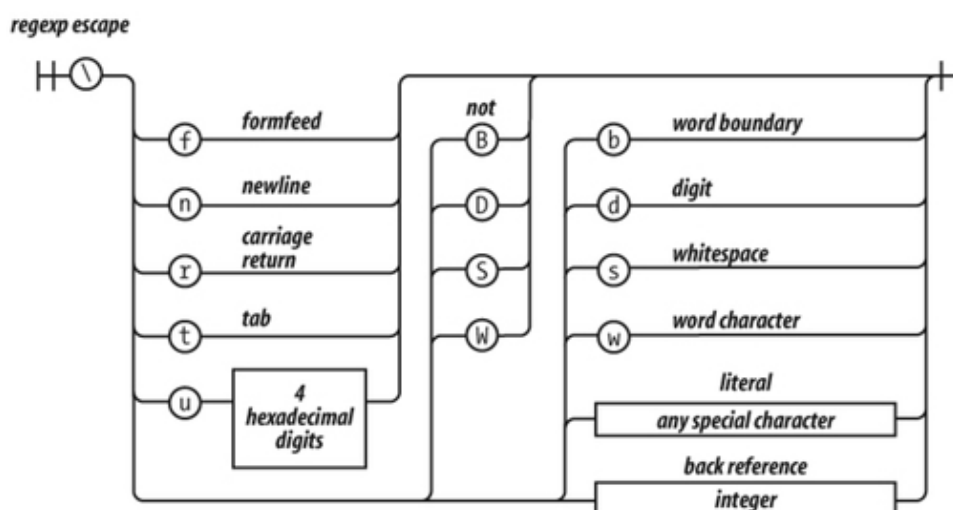 regexp escape
\
f formfeed
n newline
r carriage
return
t tab
u 4
hexadecimal
digits
not
B
D
S
W
b word boundary
d digit
s whitespace
w word character
literal
any special character
back reference
integer